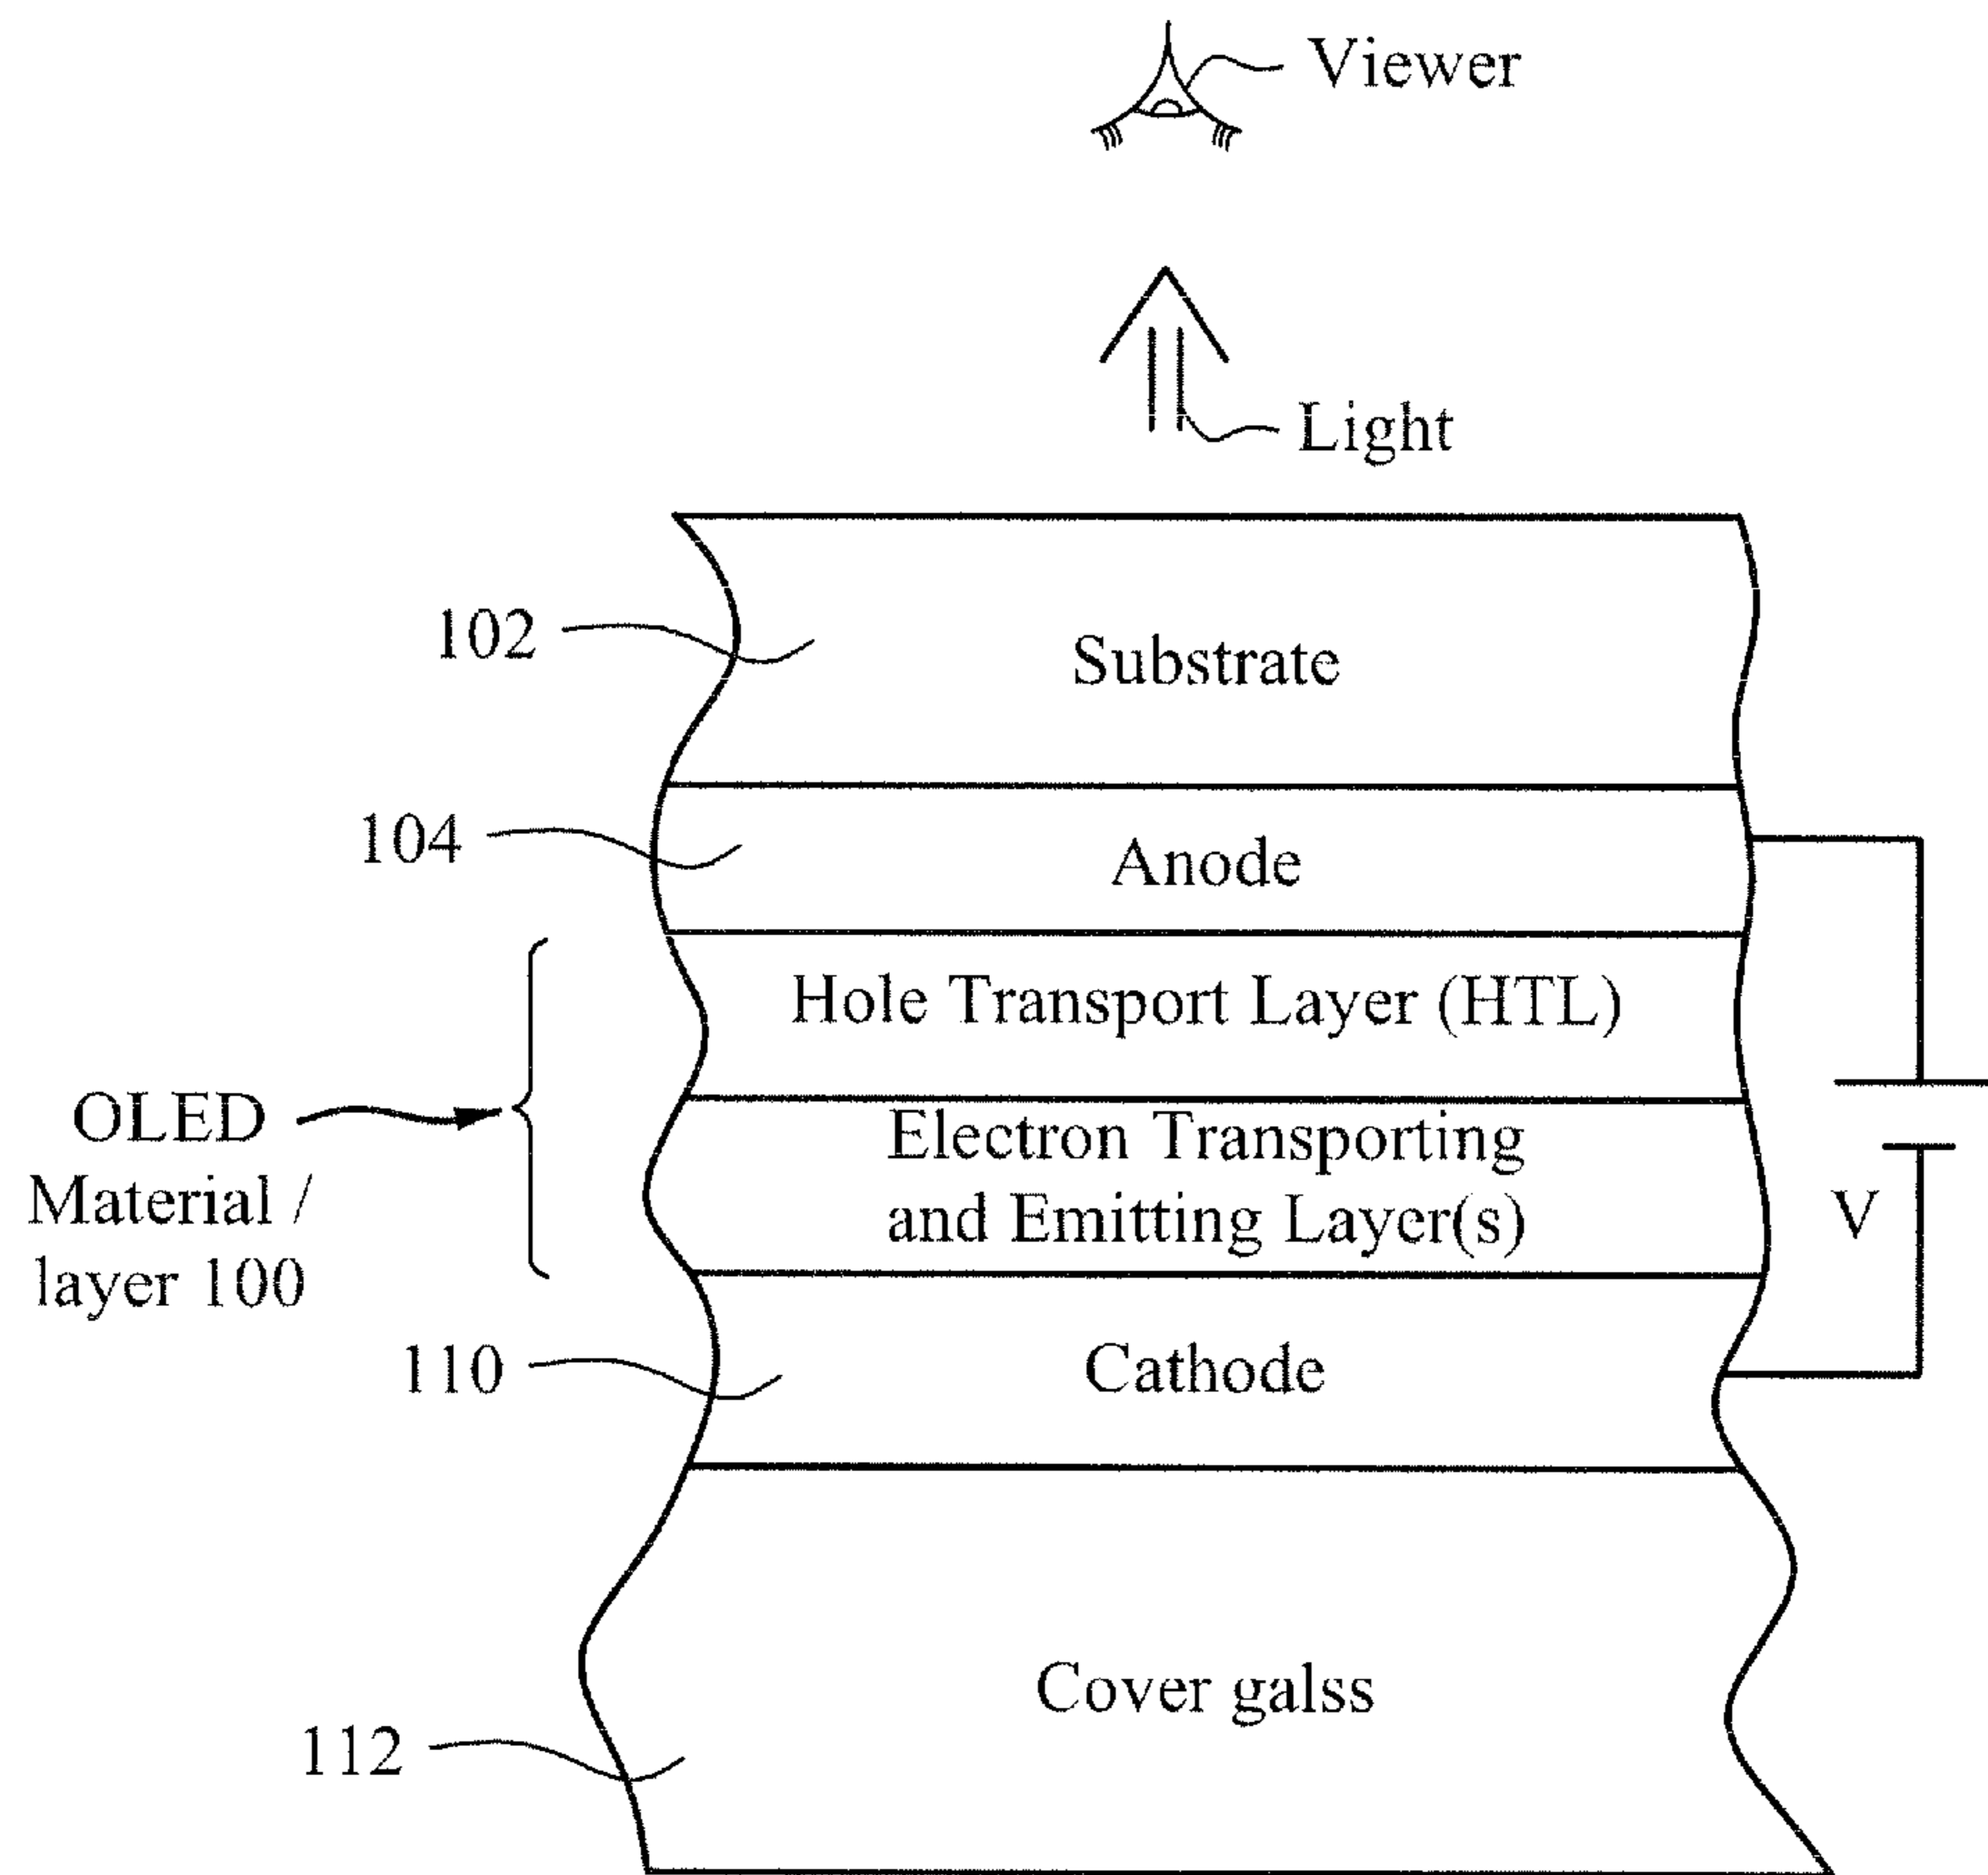 Viewer
Light
102
Substrate
104
Anode
Hole Transport Layer (HTL)
OLED
Material /
layer 100
Electron Transporting
and Emitting Layer(s)
V
110
Cathode
Cover galss
112